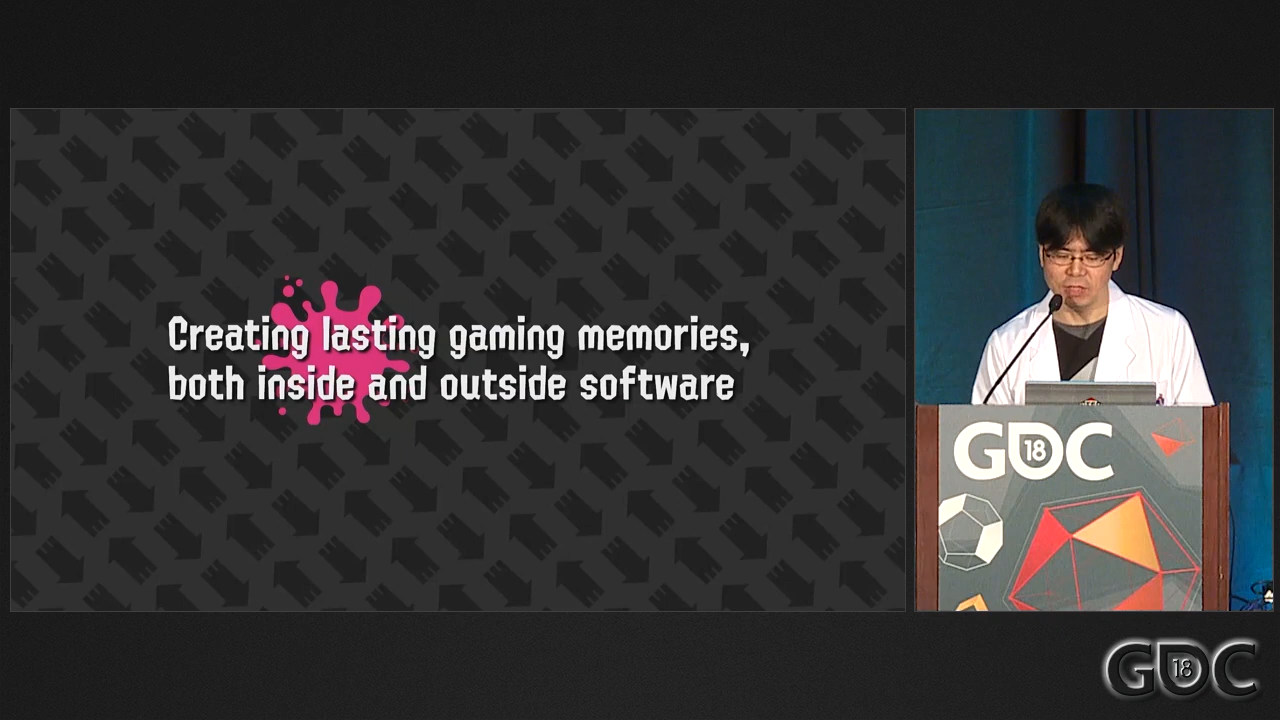 Creating lasting gaming memories,
both inside and outside software
GDC
18
GDC
18